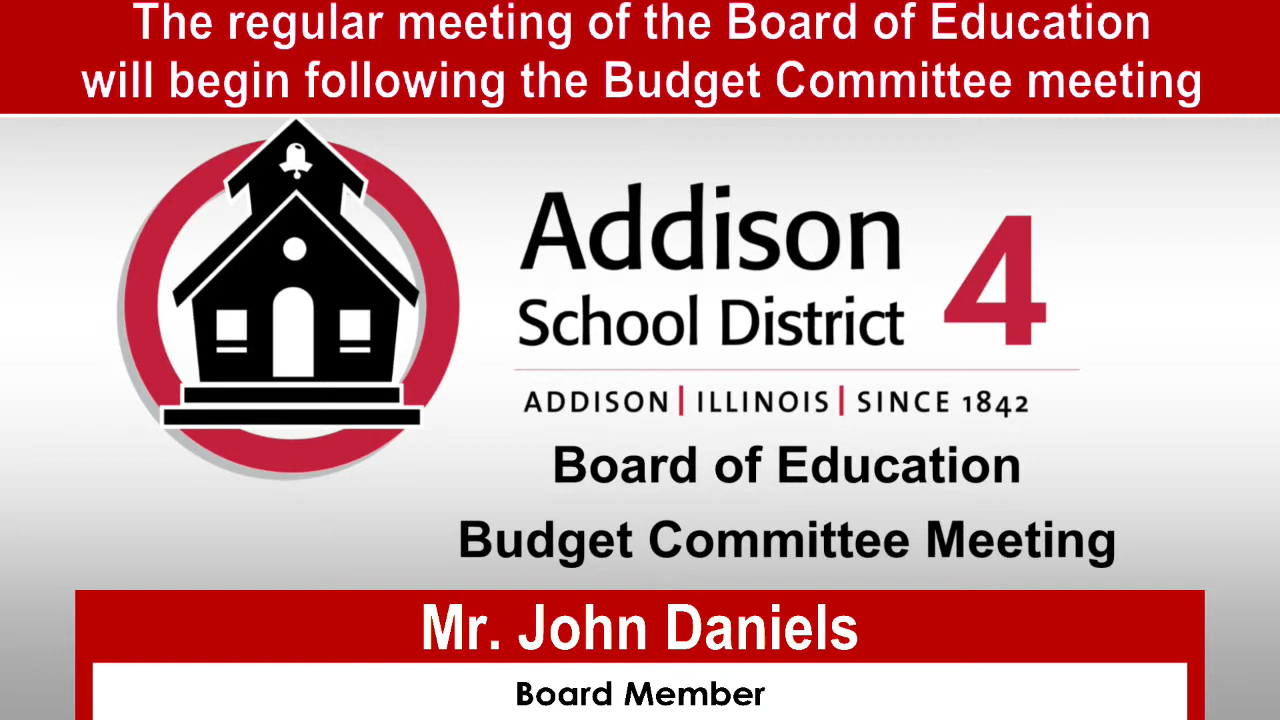 The regular meeting of the Board of Education
will begin following the Budget Committee meeting
Addison
School District 4
ADDISON | ILLINOIS | SINCE 1842
Board of Education
Budget Committee Meeting
Mr. John Daniels
Board Member